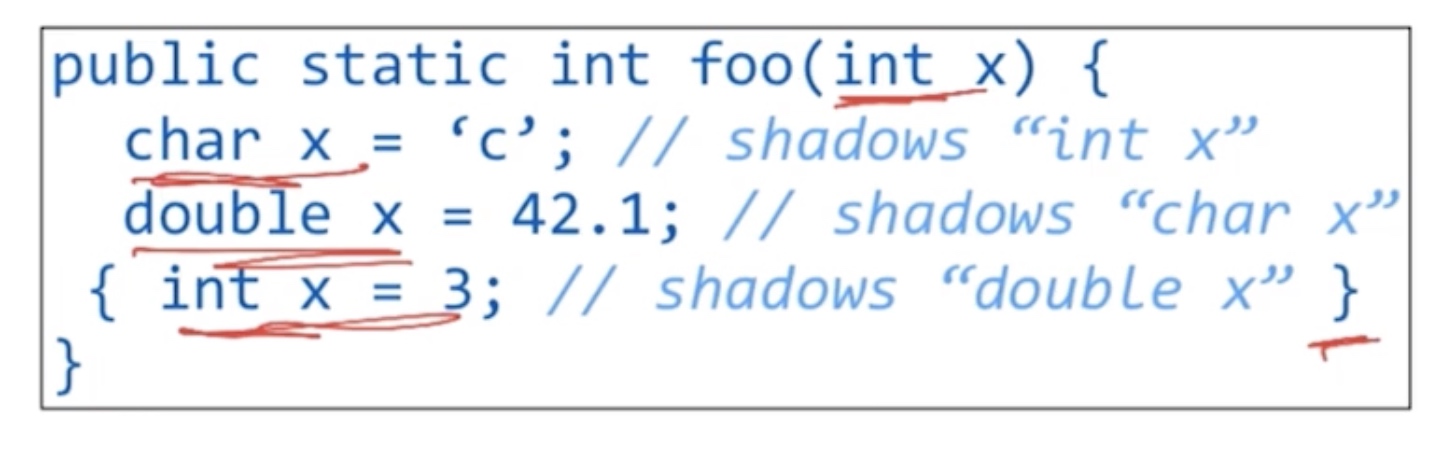 public static int foo(int x) {
char x = ‘c’; // shadows “int x”
double x = 42.1; // shadows “char x”
{ int x = 3; // shadows “double x” }
}